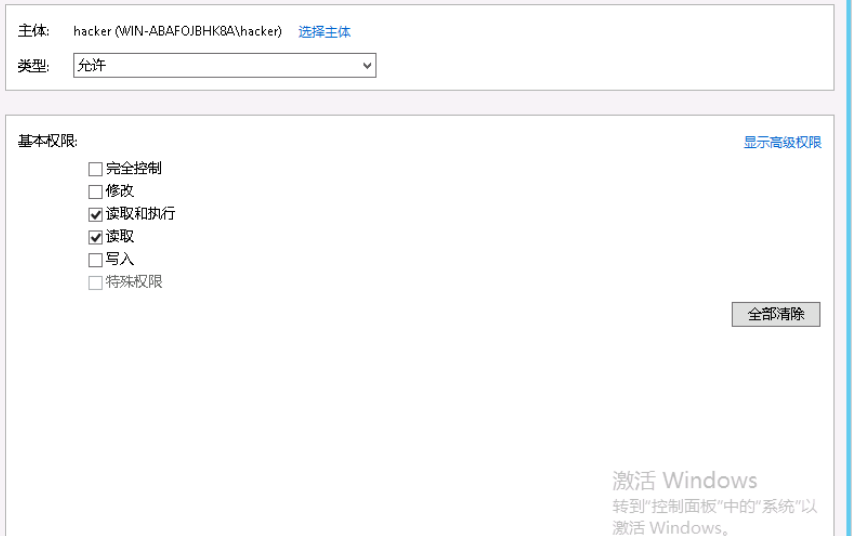 主体: hacker (WIN-ABAFOJBHK8A\hacker) 选择主体
类型: 允许
基本权限: 显示高级权限
完全控制
修改
读取和执行
读取
写入
特殊权限
全部清除
激活 Windows
转到"控制面板"中的"系统"以
激活 Windows。